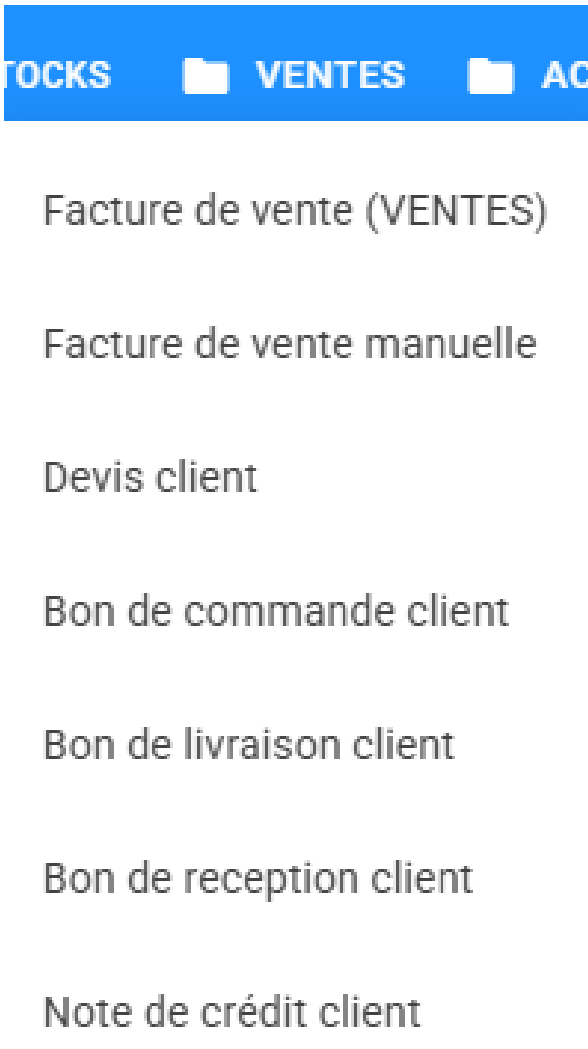 TOCKS VENTES AC
Facture de vente (VENTES)
Facture de vente manuelle
Devis client
Bon de commande client
Bon de livraison client
Bon de reception client
Note de crédit client